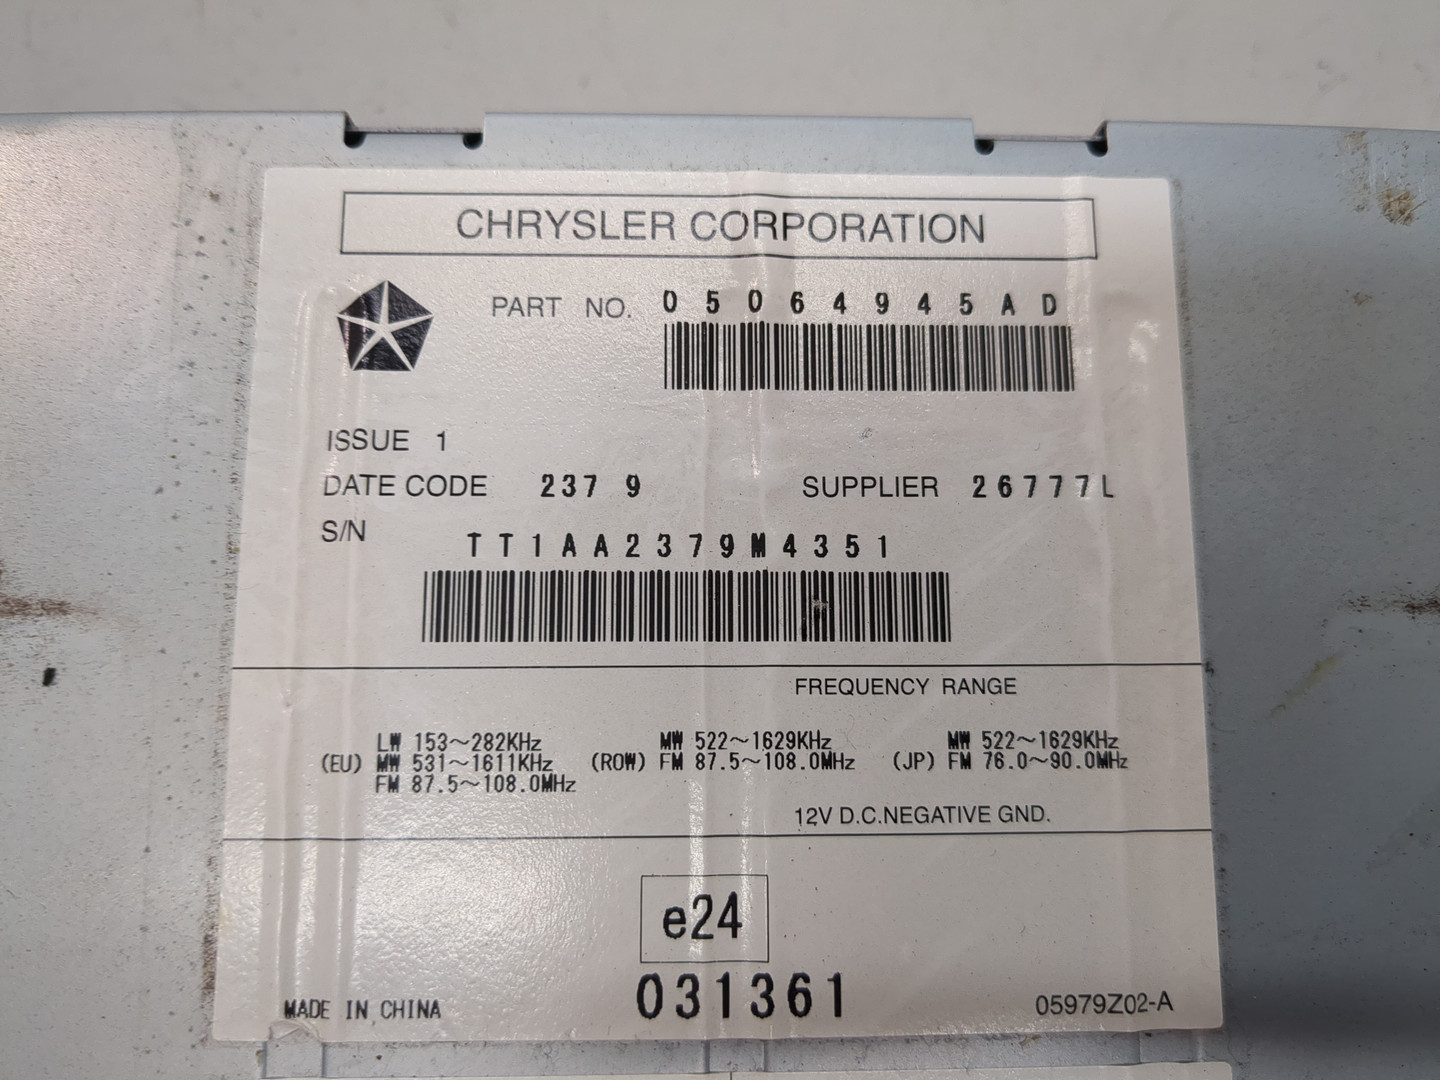 CHRYSLER CORPORATION
PART NO. 05064945AD
ISSUE 1
DATE CODE 237 9 SUPPLIER 26777L
S/N TT1AA2379M4351
FREQUENCY RANGE
(EU) LW 153~282KHz
MW 531~1611KHz
FM 87.5~108.0MHz
(ROW) MW 522~1629KHz
FM 87.5~108.0MHz
(JP) MW 522~1629KHz
FM 76.0~90.0MHz
12V D.C.NEGATIVE GND.
e24
031361
MADE IN CHINA
05979Z02-A